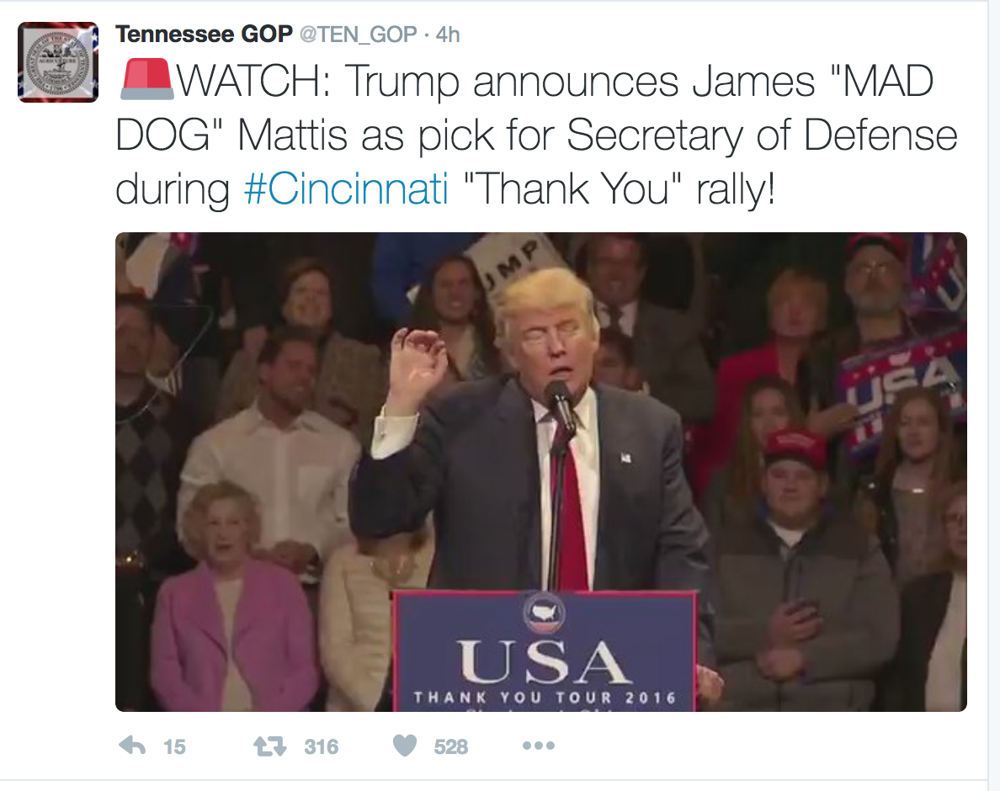 Tennessee GOP @TEN_GOP · 4h
🚨WATCH: Trump announces James "MAD
DOG" Mattis as pick for Secretary of Defense
during #Cincinnati "Thank You" rally!
UMP
USA
USA
THANK YOU TOUR 2016
15 316 528